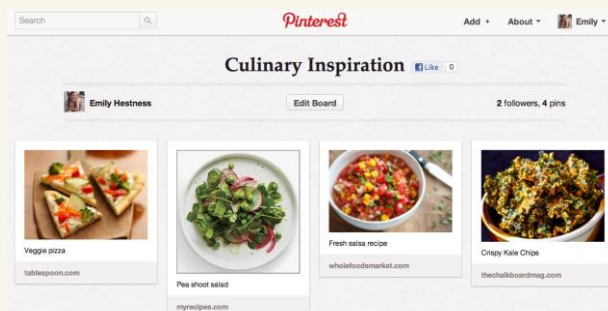 Search
Pinterest
Add +
About
Emily
Culinary Inspiration
Like
0
Emily Hestness
Edit Board
2 followers, 4 pins
Veggie pizza
tablespoon.com
Pea shoot salad
myrecipes.com
Fresh salsa recipe
wholefoodsmarket.com
Crispy Kale Chips
thechalkboardmag.com